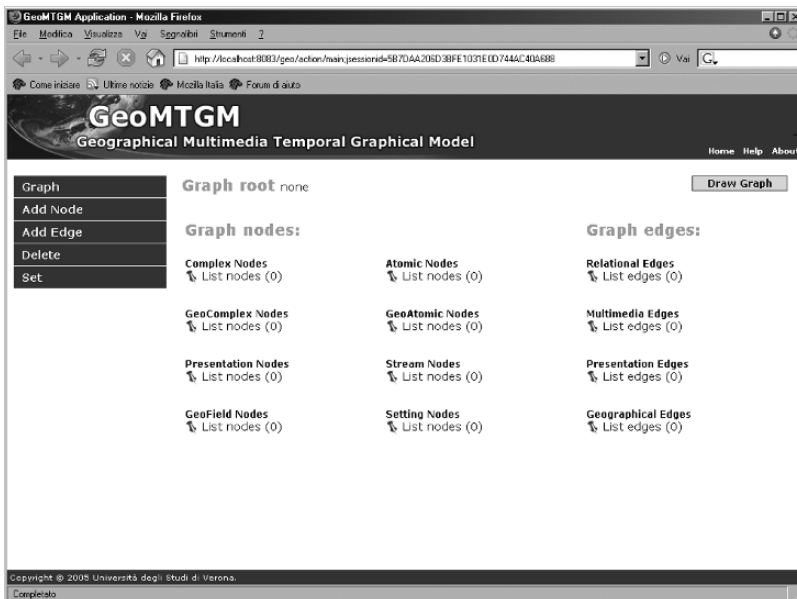 GeoMTGM Application - Mozilla Firefox
File Modifica Visualizza Vai Segnalibri Strumenti ?
http://localhost:8083/geo/action/main;jsessionid=5B7DAA206D3BFE1031E0D744AC40A688 Vai
Come iniziare Ultime notizie Mozilla Italia Forum di aiuto
GeoMTGM
Geographical Multimedia Temporal Graphical Model
Home Help About
Graph
Add Node
Add Edge
Delete
Set
Graph root none
Draw Graph
Graph nodes: Graph edges:
Complex Nodes Atomic Nodes Relational Edges
List nodes (0) List nodes (0) List edges (0)
GeoComplex Nodes GeoAtomic Nodes Multimedia Edges
List nodes (0) List nodes (0) List edges (0)
Presentation Nodes Stream Nodes Presentation Edges
List nodes (0) List nodes (0) List edges (0)
GeoField Nodes Setting Nodes Geographical Edges
List nodes (0) List nodes (0) List edges (0)
Copyright © 2005 Università degli Studi di Verona.
Completato